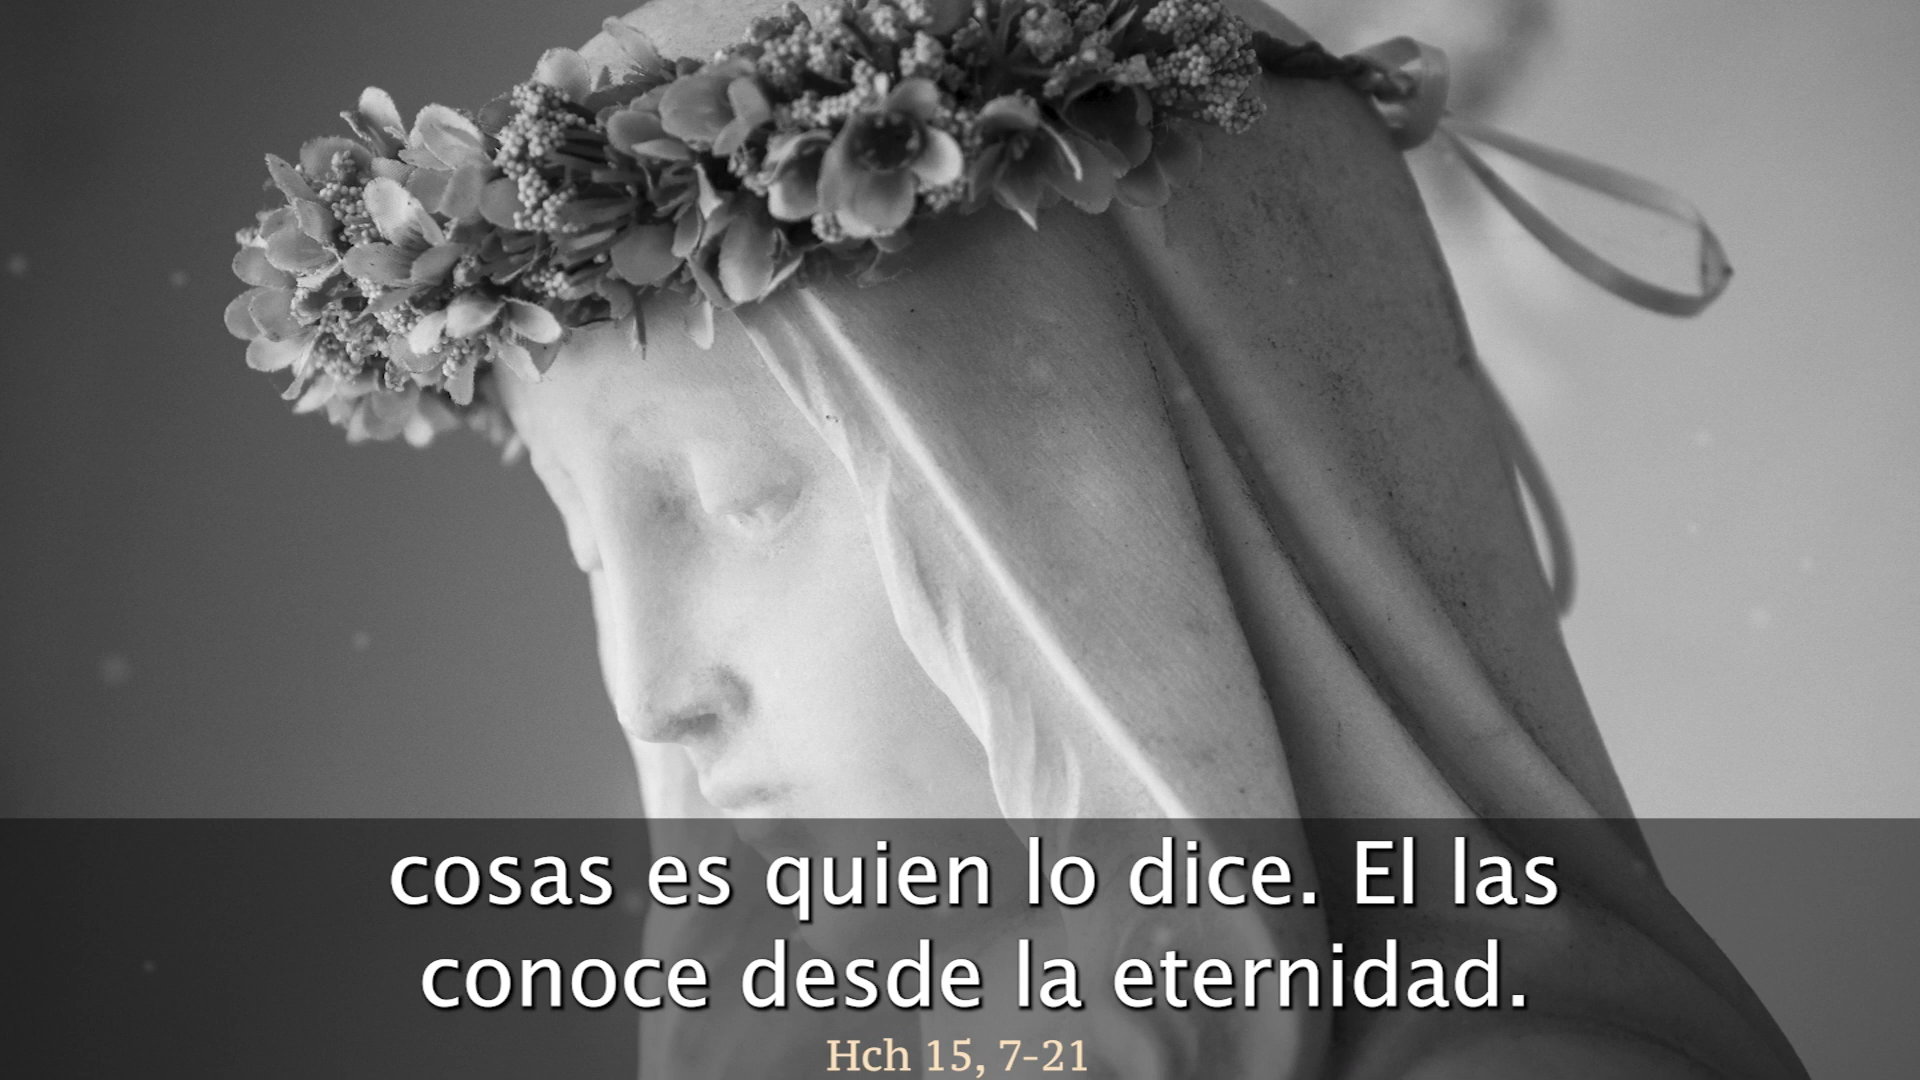 cosas es quien lo dice. El las
conoce desde la eternidad.
Hch 15, 7-21